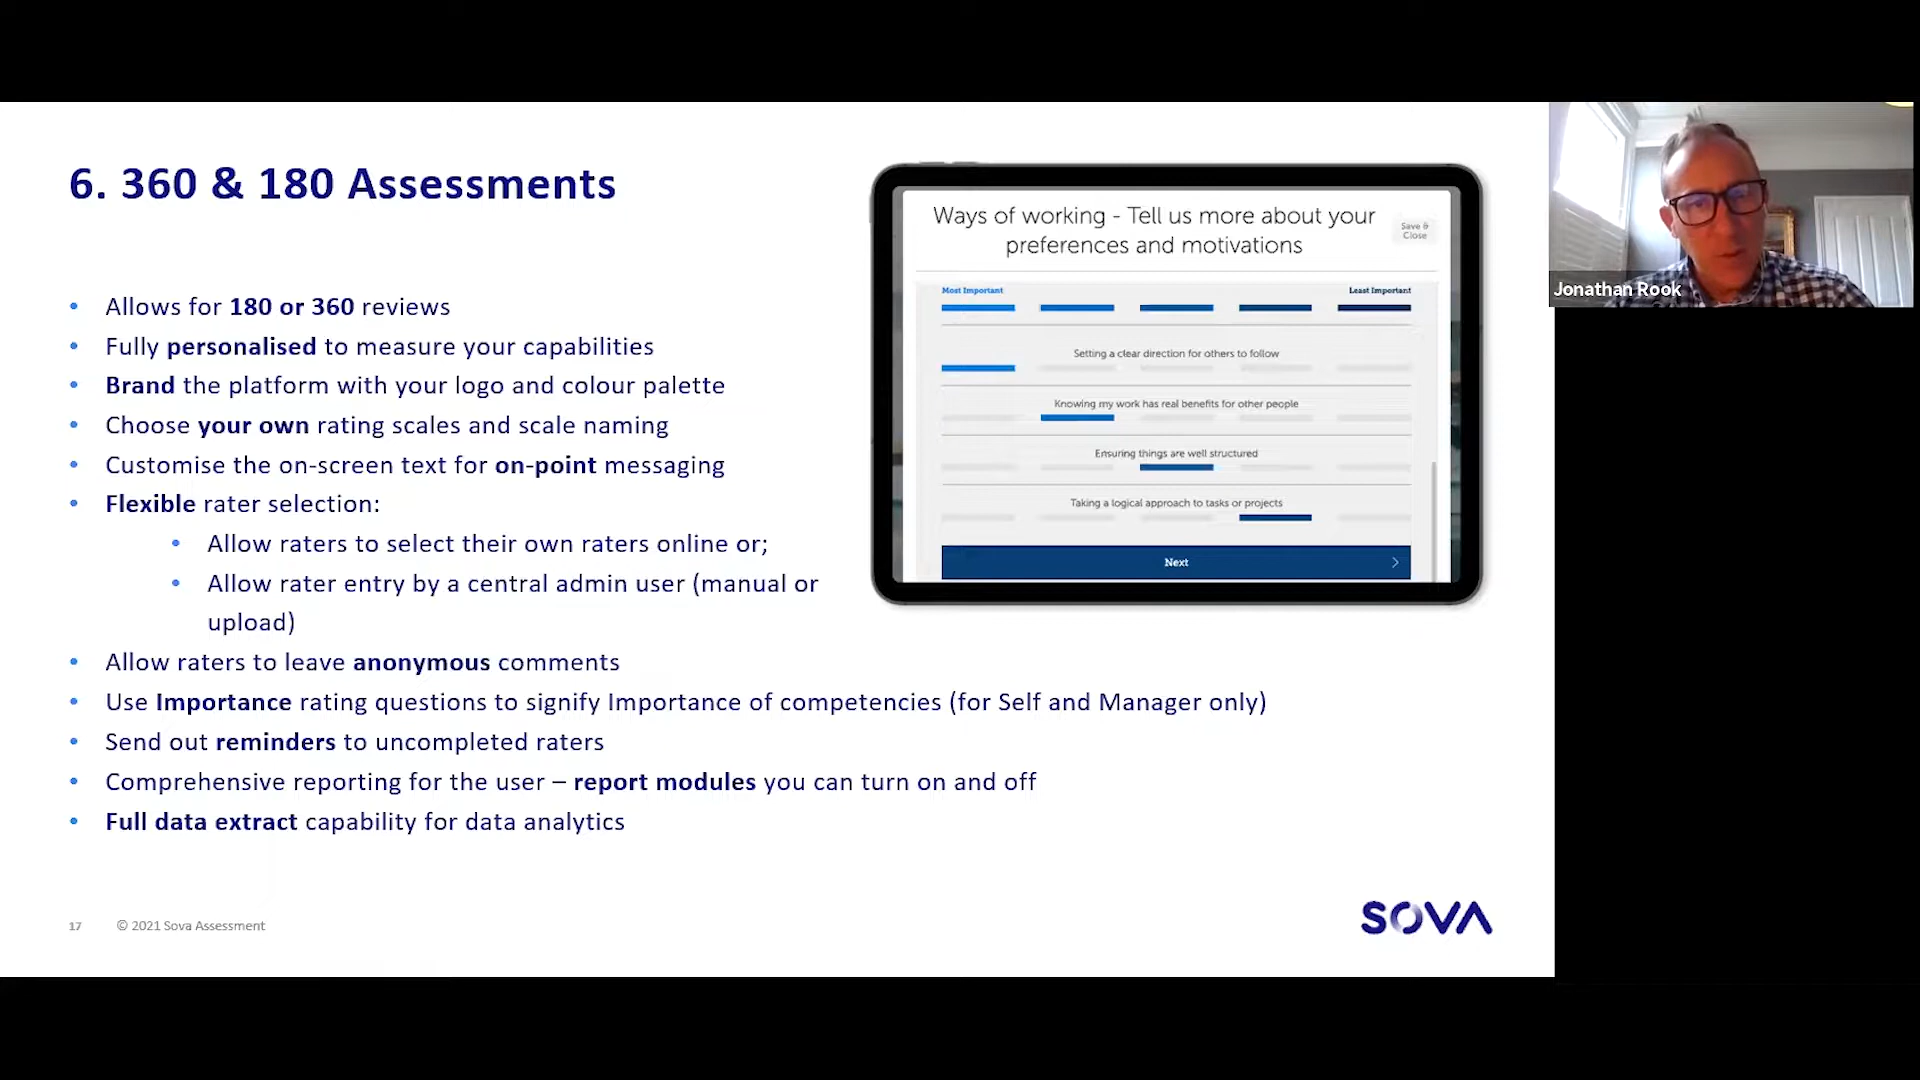 6. 360 & 180 Assessments
• Allows for 180 or 360 reviews
• Fully personalised to measure your capabilities
• Brand the platform with your logo and colour palette
• Choose your own rating scales and scale naming
• Customise the on-screen text for on-point messaging
• Flexible rater selection:
• Allow raters to select their own raters online or;
• Allow rater entry by a central admin user (manual or
upload)
• Allow raters to leave anonymous comments
• Use Importance rating questions to signify Importance of competencies (for Self and Manager only)
• Send out reminders to uncompleted raters
• Comprehensive reporting for the user – report modules you can turn on and off
• Full data extract capability for data analytics
Ways of working - Tell us more about your
preferences and motivations
Save &
Close
Most Important Least Important
Setting a clear direction for others to follow
Knowing my work has real benefits for other people
Ensuring things are well structured
Taking a logical approach to tasks or projects
Next
Jonathan Rook
17 © 2021 Sova Assessment
SOVA